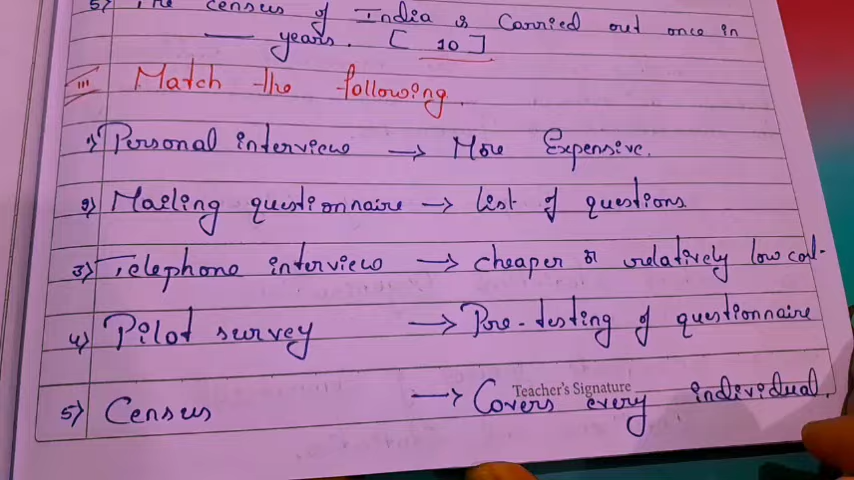 5) The census of India is carried out once in
___ years. [ 10 ]
III Match the following.
1) Personal interview → More Expensive.
2) Mailing questionnaire → list of questions
3) Telephone interview → cheaper or relatively low cost
4) Pilot survey → Pre-testing of questionnaire
5) Census → Covers every individual.
Teacher's Signature